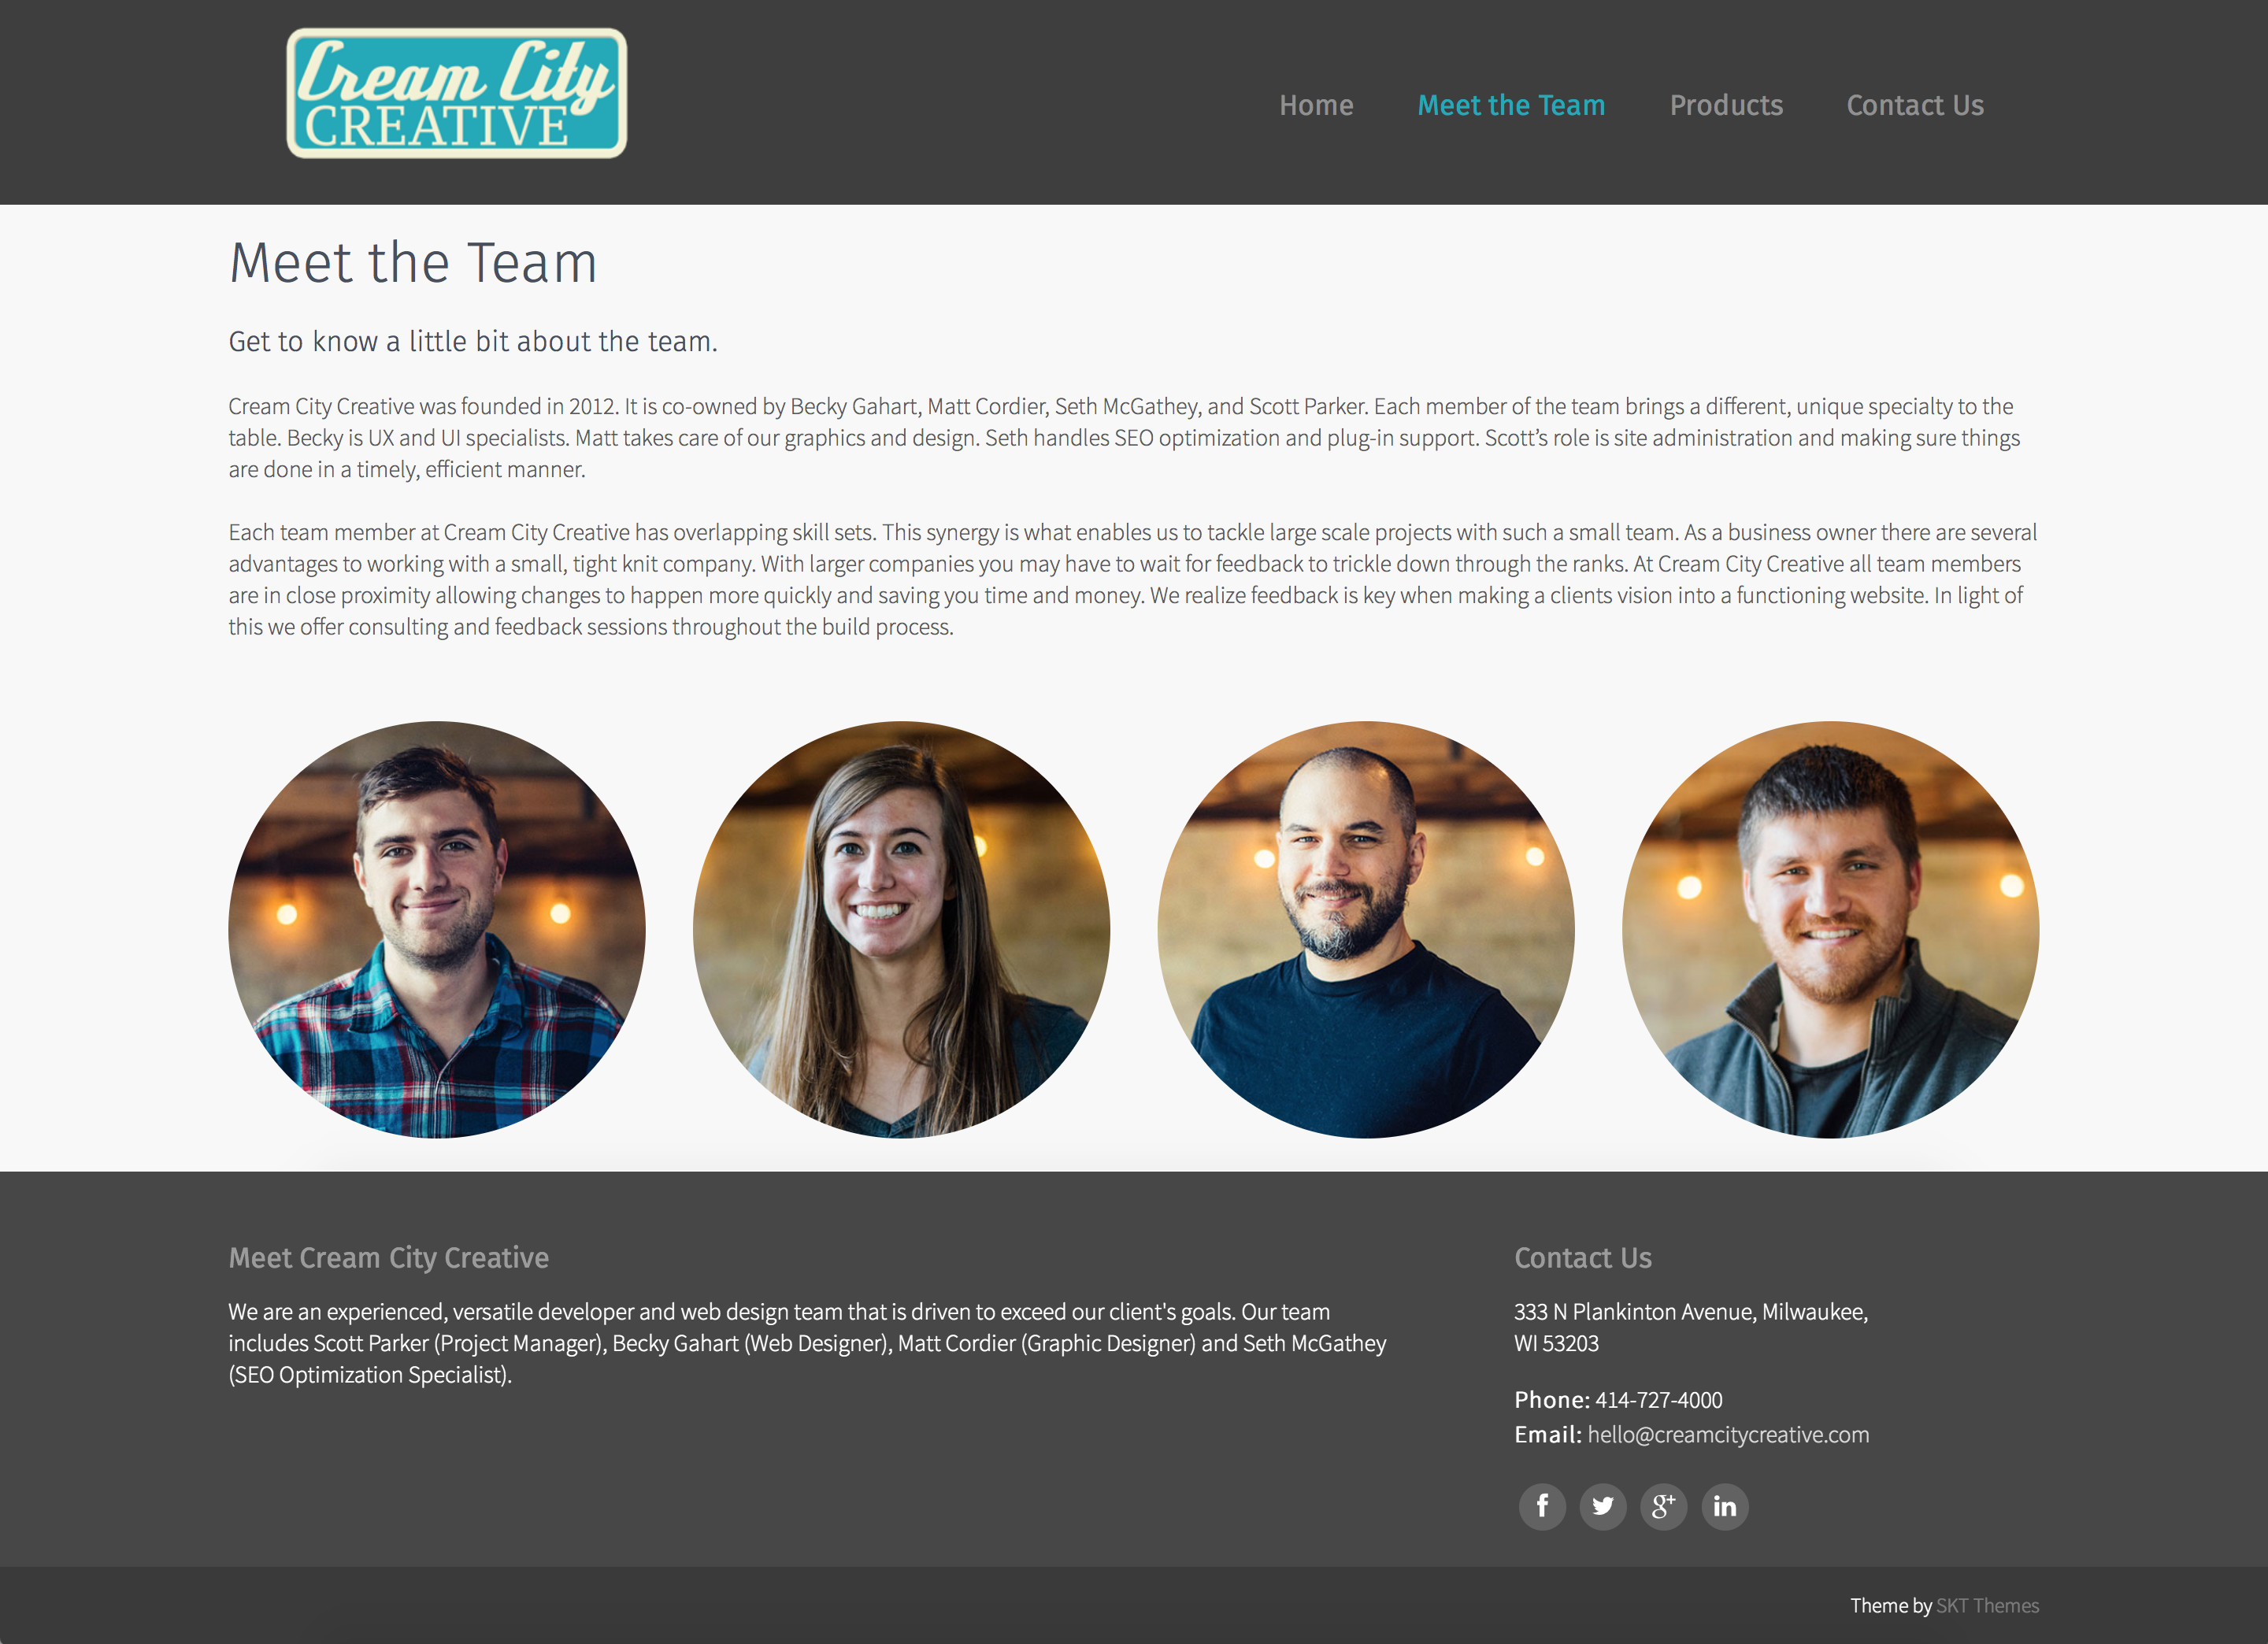 Cream City
CREATIVE
Home
Meet the Team
Products
Contact Us
Meet the Team
Get to know a little bit about the team.
Cream City Creative was founded in 2012. It is co-owned by Becky Gahart, Matt Cordier, Seth McGathey, and Scott Parker. Each member of the team brings a different, unique specialty to the
table. Becky is UX and UI specialists. Matt takes care of our graphics and design. Seth handles SEO optimization and plug-in support. Scott’s role is site administration and making sure things
are done in a timely, efficient manner.
Each team member at Cream City Creative has overlapping skill sets. This synergy is what enables us to tackle large scale projects with such a small team. As a business owner there are several
advantages to working with a small, tight knit company. With larger companies you may have to wait for feedback to trickle down through the ranks. At Cream City Creative all team members
are in close proximity allowing changes to happen more quickly and saving you time and money. We realize feedback is key when making a clients vision into a functioning website. In light of
this we offer consulting and feedback sessions throughout the build process.
Meet Cream City Creative
We are an experienced, versatile developer and web design team that is driven to exceed our client's goals. Our team
includes Scott Parker (Project Manager), Becky Gahart (Web Designer), Matt Cordier (Graphic Designer) and Seth McGathey
(SEO Optimization Specialist).
Contact Us
333 N Plankinton Avenue, Milwaukee,
WI 53203
Phone: 414-727-4000
Email: hello@creamcitycreative.com
f
g+
in
Theme by SKT Themes